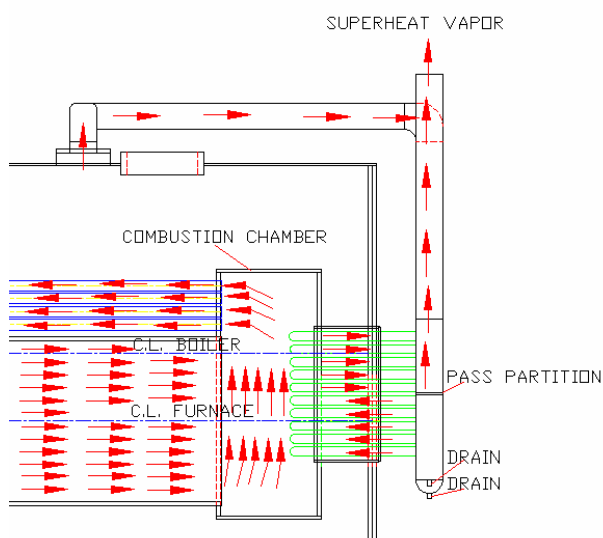 SUPERHEAT VAPOR
COMBUSTION CHAMBER
C.L. BOILER
PASS PARTITION
C.L. FURNACE
DRAIN
DRAIN